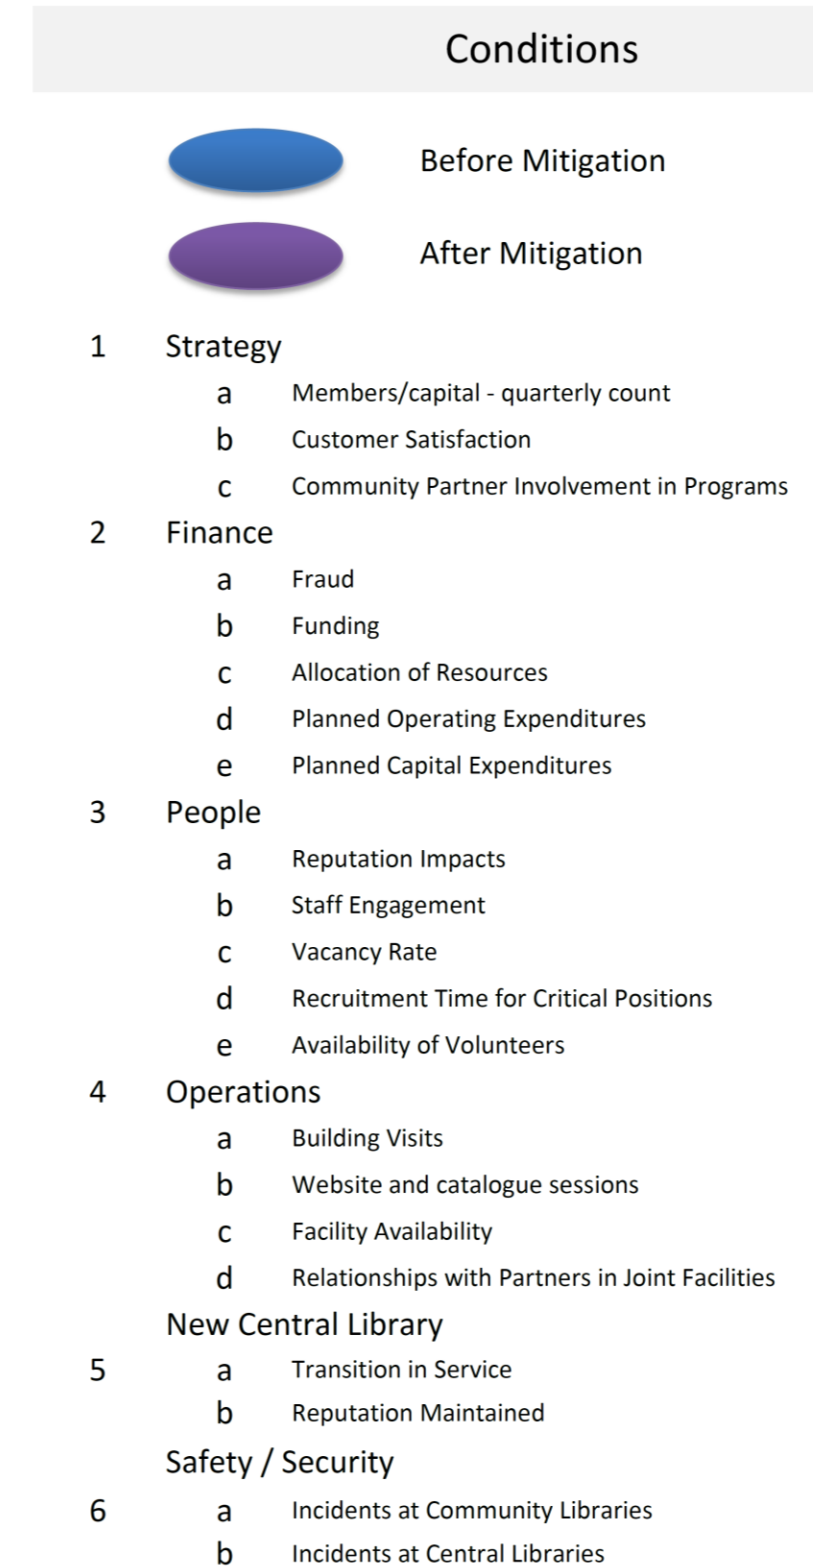 Conditions
Before Mitigation
After Mitigation
1 Strategy
a Members/capital - quarterly count
b Customer Satisfaction
c Community Partner Involvement in Programs
2 Finance
a Fraud
b Funding
c Allocation of Resources
d Planned Operating Expenditures
e Planned Capital Expenditures
3 People
a Reputation Impacts
b Staff Engagement
c Vacancy Rate
d Recruitment Time for Critical Positions
e Availability of Volunteers
4 Operations
a Building Visits
b Website and catalogue sessions
c Facility Availability
d Relationships with Partners in Joint Facilities
New Central Library
5 a Transition in Service
b Reputation Maintained
Safety / Security
6 a Incidents at Community Libraries
b Incidents at Central Libraries